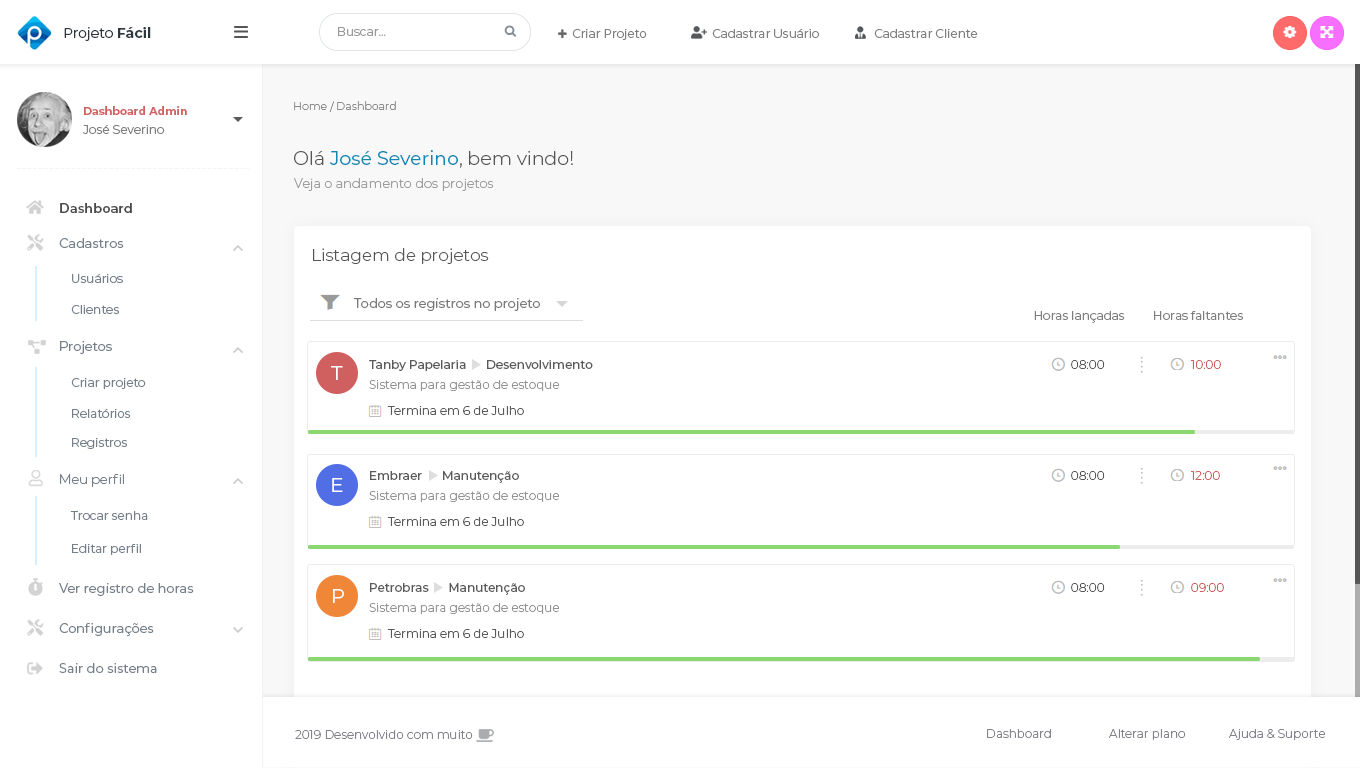 Projeto Fácil
Buscar...
Criar Projeto
Cadastrar Usuário
Cadastrar Cliente
Dashboard Admin
José Severino
Dashboard
Cadastros
Usuários
Clientes
Projetos
Criar projeto
Relatórios
Registros
Meu perfil
Trocar senha
Editar perfil
Ver registro de horas
Configurações
Sair do sistema
Home / Dashboard
Olá José Severino, bem vindo!
Veja o andamento dos projetos
Listagem de projetos
Todos os registros no projeto
Horas lançadas Horas faltantes
T
Tanby Papelaria Desenvolvimento 08:00 10:00
Sistema para gestão de estoque
Termina em 6 de Julho
E
Embraer Manutenção 08:00 12:00
Sistema para gestão de estoque
Termina em 6 de Julho
P
Petrobras Manutenção 08:00 09:00
Sistema para gestão de estoque
Termina em 6 de Julho
2019 Desenvolvido com muito
Dashboard
Alterar plano
Ajuda & Suporte